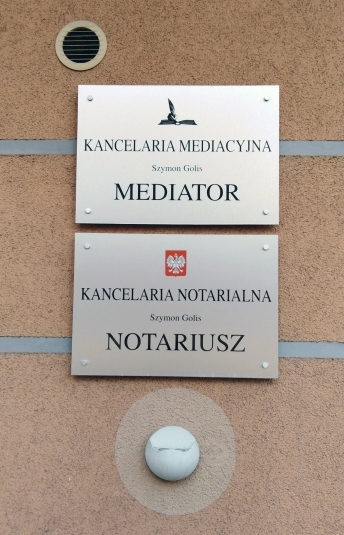 KANCELARIA MEDIACYJNA
Szymon Golis
MEDIATOR
KANCELARIA NOTARIALNA
Szymon Golis
NOTARIUSZ